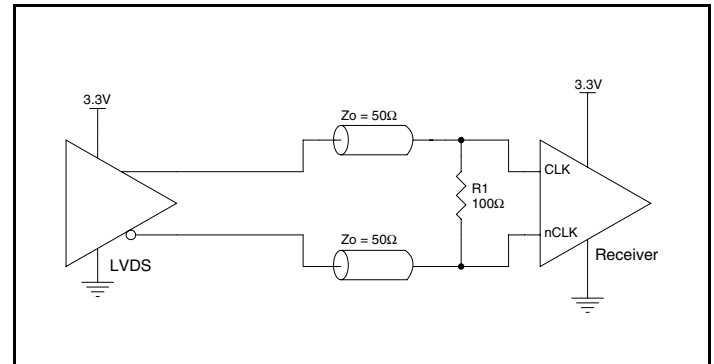 3.3V
3.3V
Zo = 50Ω
CLK
R1
100Ω
Zo = 50Ω
nCLK
LVDS
Receiver